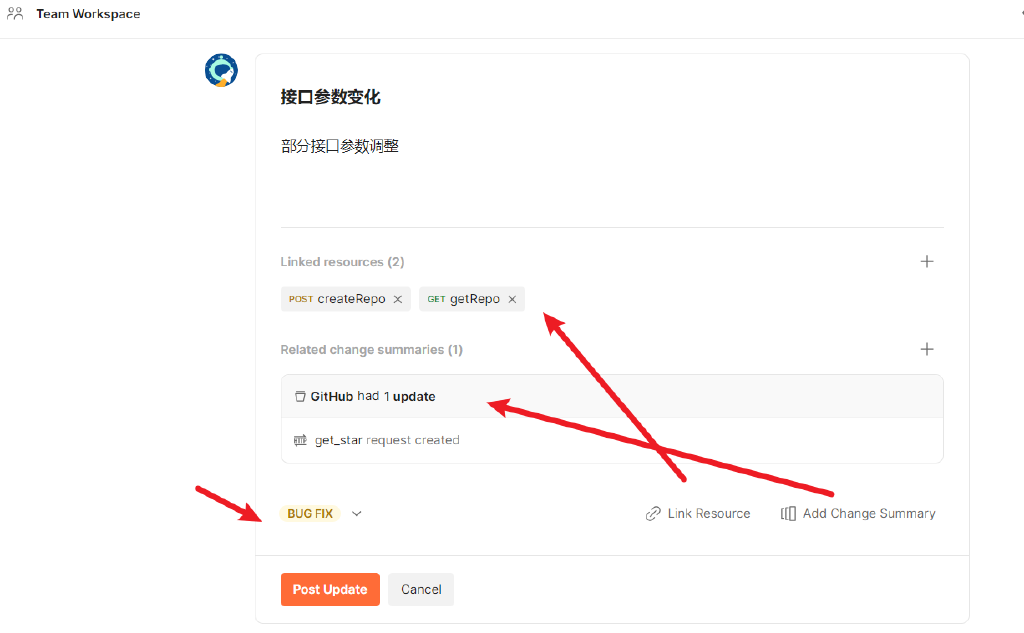 Team Workspace
接口参数变化
部分接口参数调整
Linked resources (2)
POST createRepo × GET getRepo ×
Related change summaries (1)
GitHub had 1 update
get_star request created
BUG FIX Link Resource Add Change Summary
Post Update Cancel